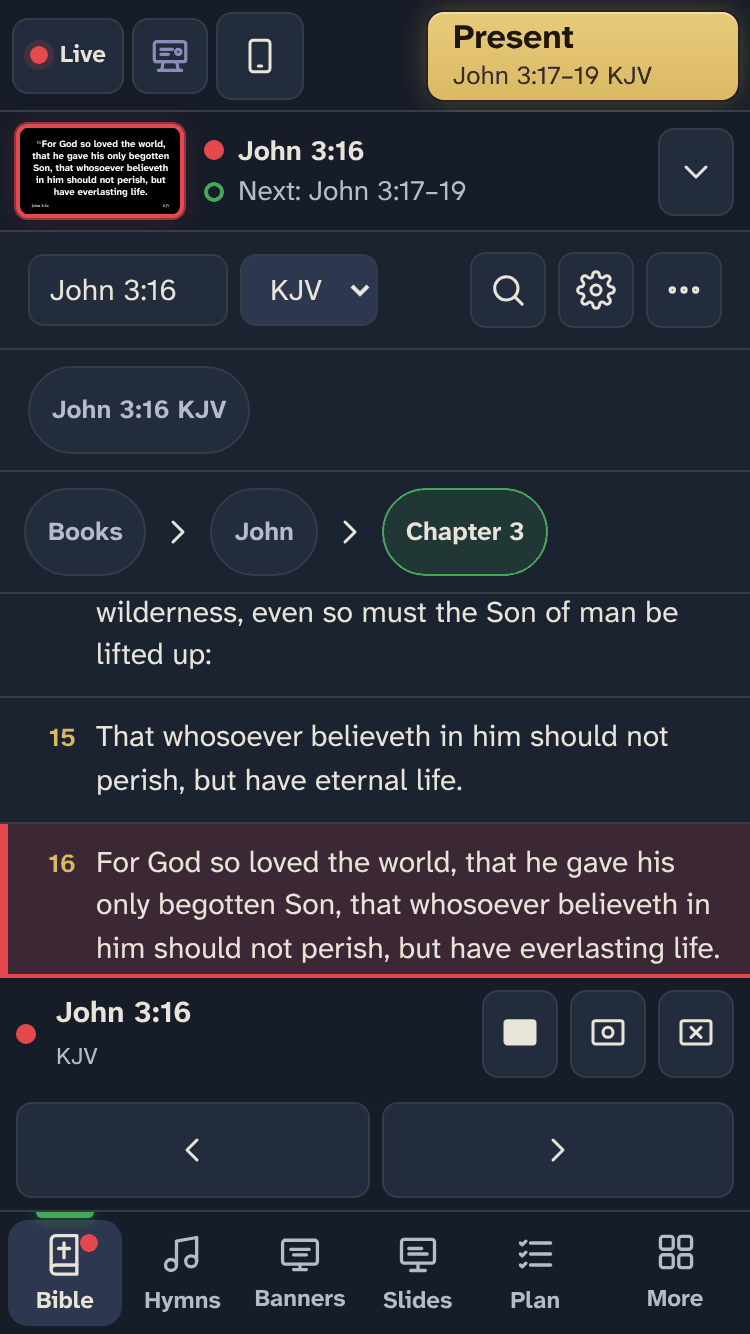 Live
Present
John 3:17–19 KJV
“For God so loved the world,
that he gave his only begotten
Son, that whosoever believeth
in him should not perish, but
have everlasting life.
John 3:16
KJV
John 3:16
Next: John 3:17–19
John 3:16
KJV
John 3:16 KJV
Books
John
Chapter 3
wilderness, even so must the Son of man be
lifted up:
15 That whosoever believeth in him should not
perish, but have eternal life.
16 For God so loved the world, that he gave his
only begotten Son, that whosoever believeth in
him should not perish, but have everlasting life.
John 3:16
KJV
Bible
Hymns
Banners
Slides
Plan
More